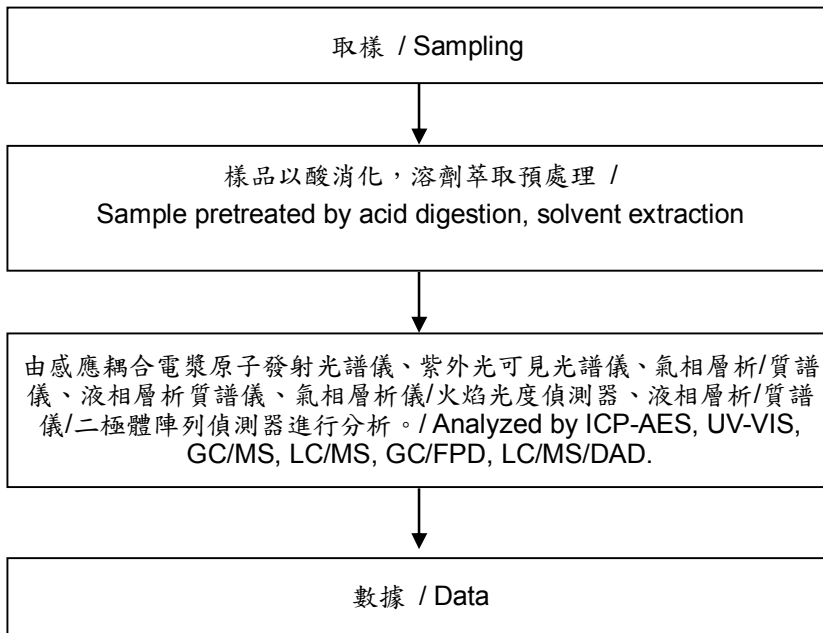 取樣 / Sampling
樣品以酸消化，溶劑萃取預處理 /
Sample pretreated by acid digestion, solvent extraction
由感應耦合電漿原子發射光譜儀、紫外光可見光譜儀、氣相層析/質譜
儀、液相層析質譜儀、氣相層析儀/火焰光度偵測器、液相層析/質譜
儀/二極體陣列偵測器進行分析。/ Analyzed by ICP-AES, UV-VIS,
GC/MS, LC/MS, GC/FPD, LC/MS/DAD.
數據 / Data